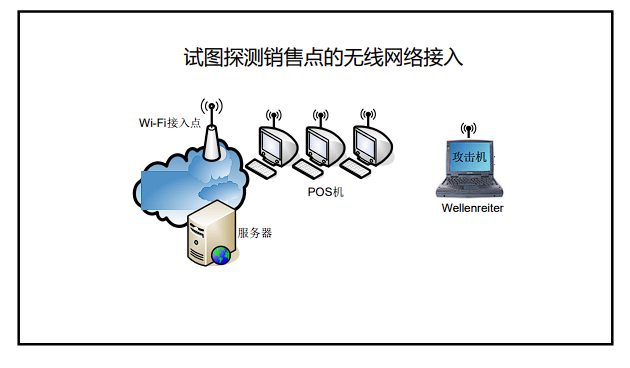 试图探测销售点的无线网络接入
Wi-Fi接入点
攻击机
POS机
Wellenreiter
服务器